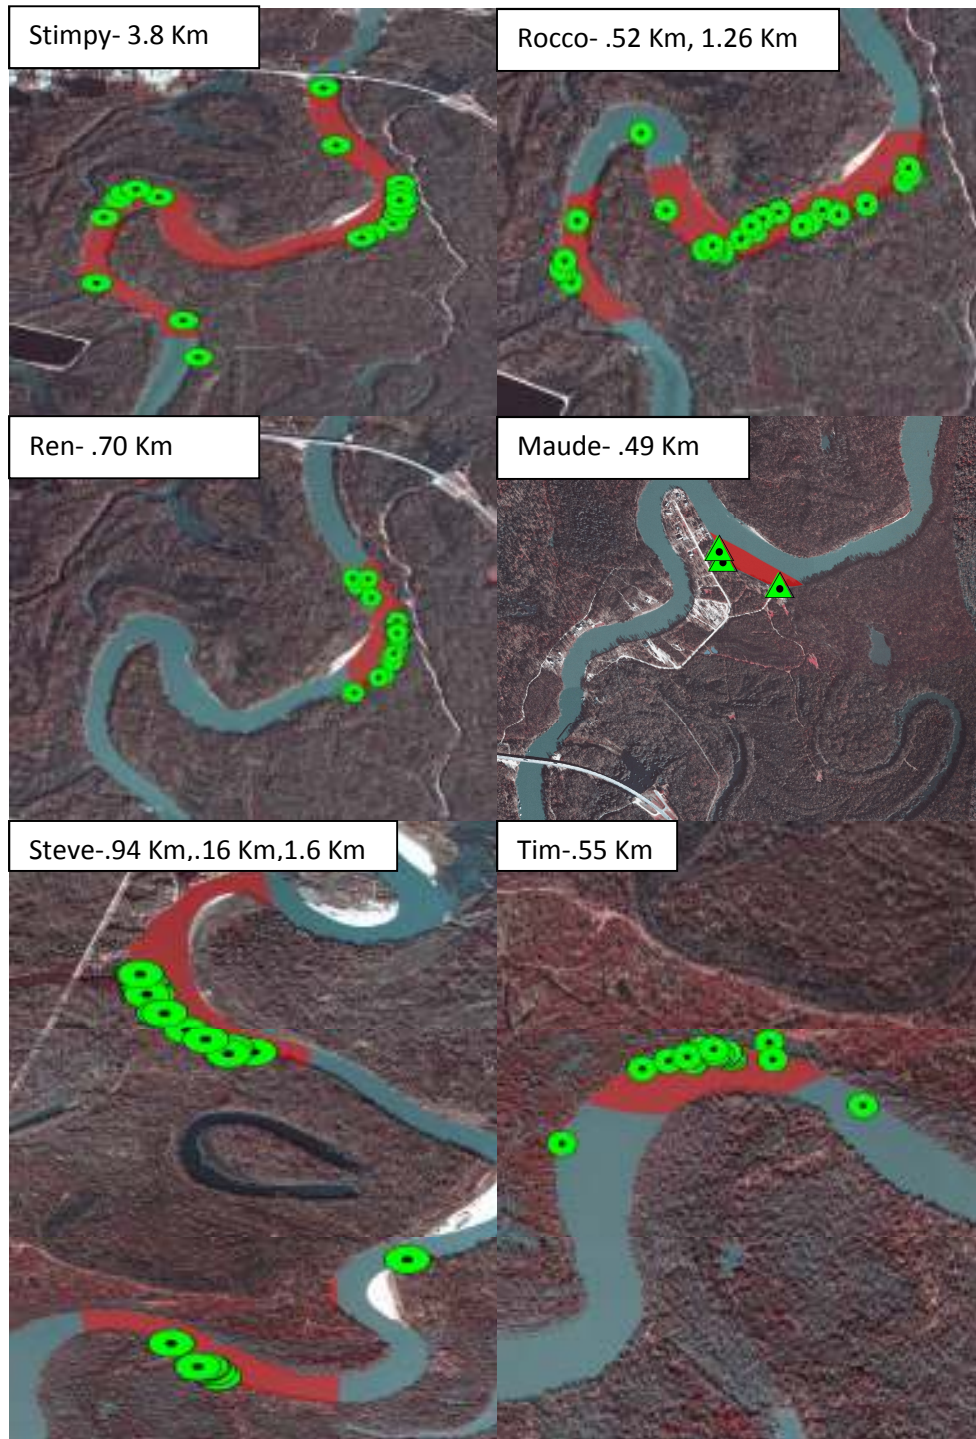 Stimpy- 3.8 Km
Rocco- .52 Km, 1.26 Km
Ren- .70 Km
Maude- .49 Km
Steve-.94 Km,.16 Km,1.6 Km
Tim-.55 Km